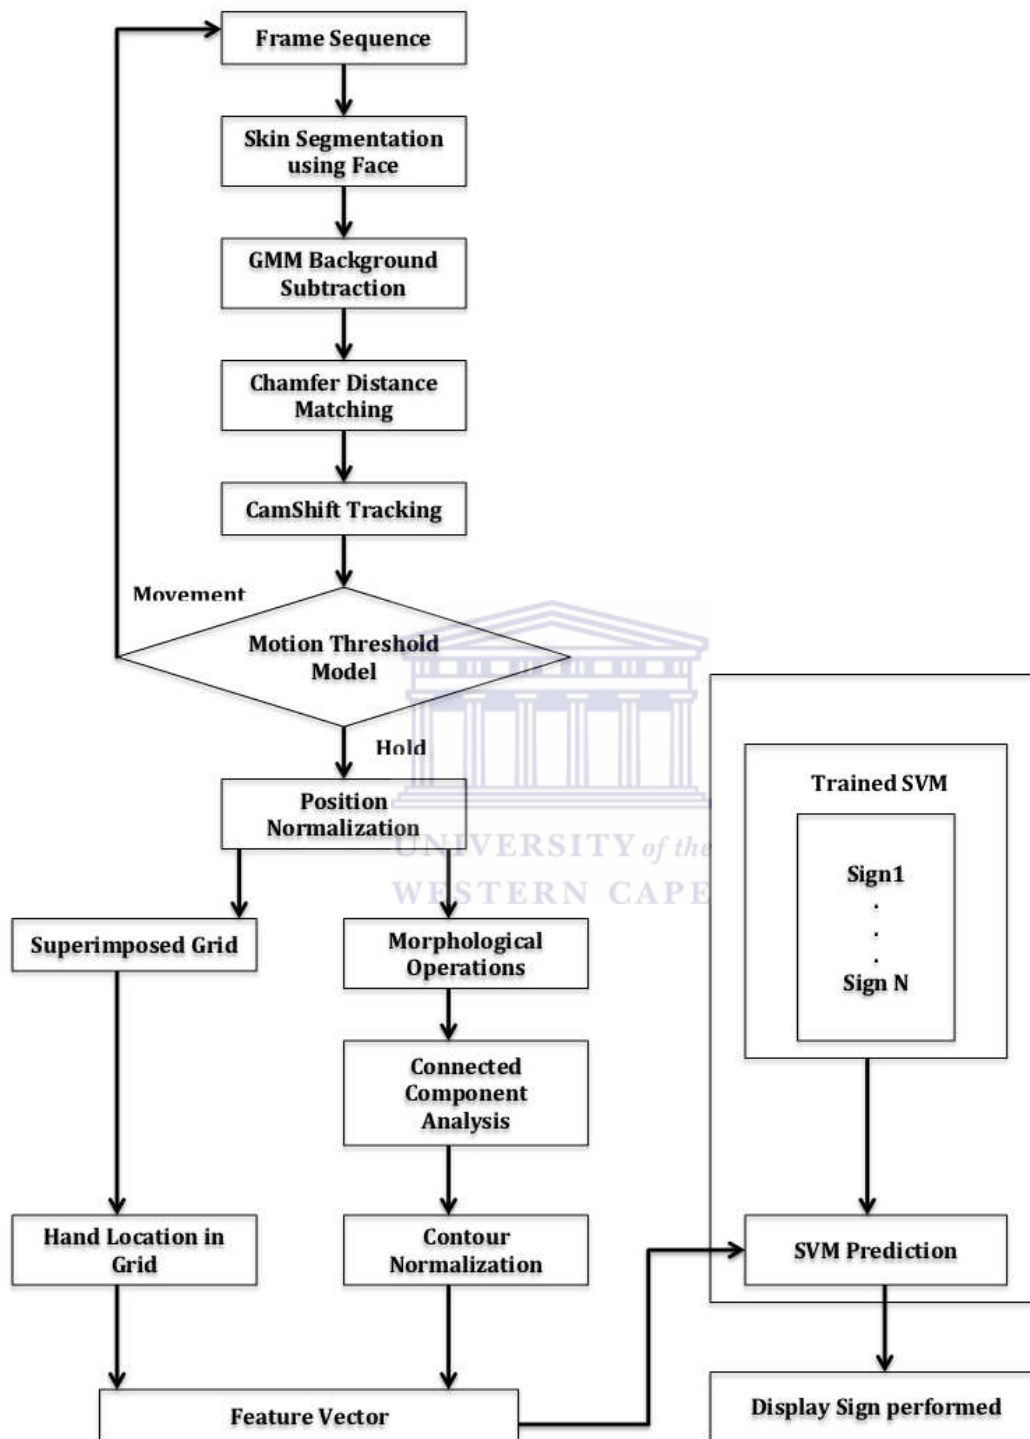 Frame Sequence
Skin Segmentation
using Face
GMM Background
Subtraction
Chamfer Distance
Matching
CamShift Tracking
Movement
Motion Threshold
Model
Hold
Position
Normalization
UNIVERSITY of the
WESTERN CAPE
Superimposed Grid
Hand Location in
Grid
Morphological
Operations
Connected
Component
Analysis
Contour
Normalization
Feature Vector
Trained SVM
Sign1
.
.
.
Sign N
SVM Prediction
Display Sign performed